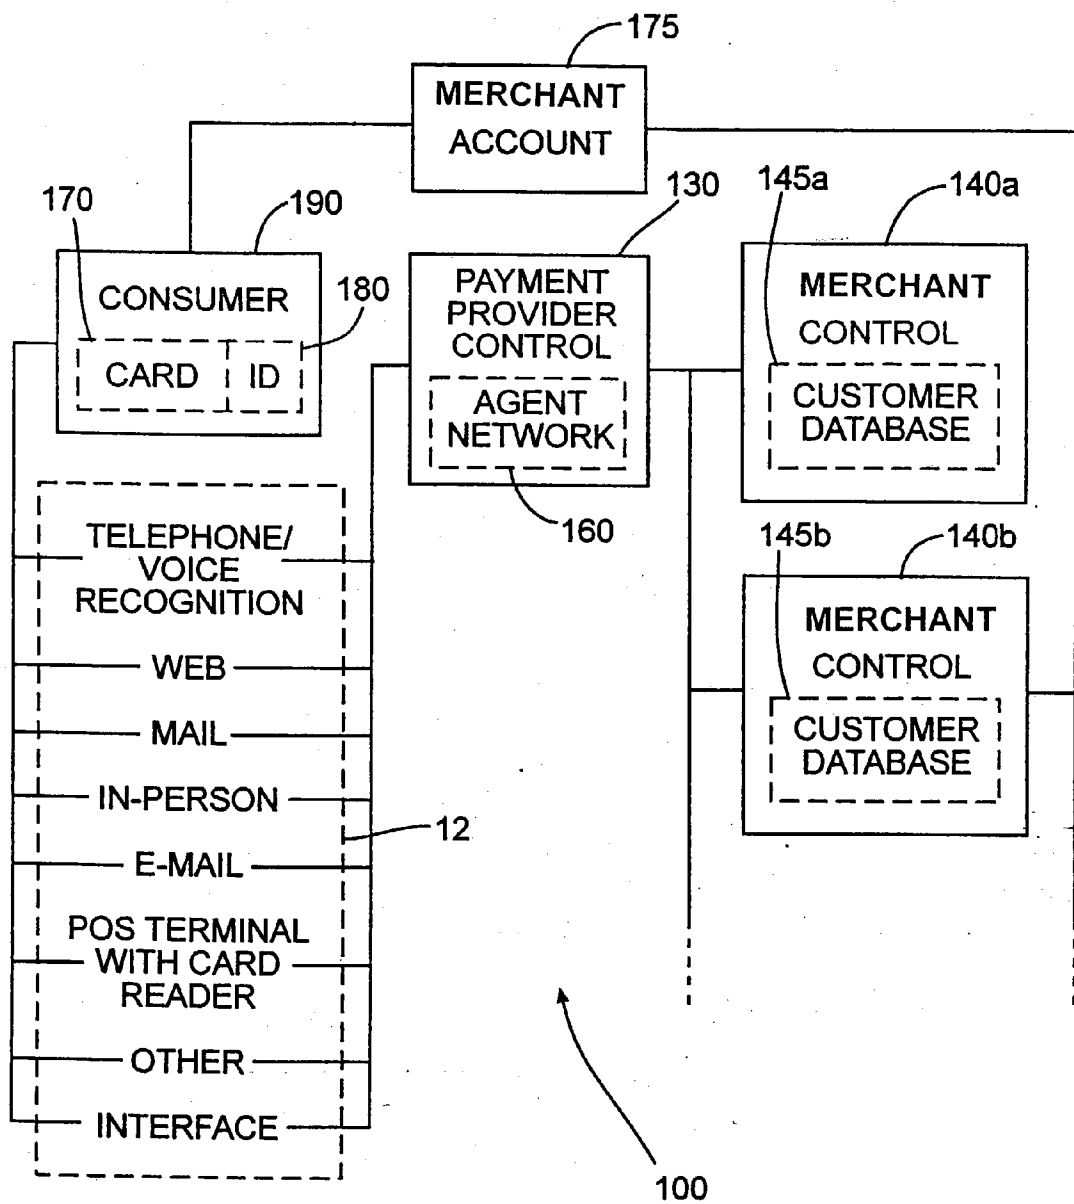 175
MERCHANT
ACCOUNT
170
190
130
145a
140a
CONSUMER
180
CARD
ID
PAYMENT
PROVIDER
CONTROL
AGENT
NETWORK
160
MERCHANT
CONTROL
CUSTOMER
DATABASE
145b
140b
MERCHANT
CONTROL
CUSTOMER
DATABASE
TELEPHONE/
VOICE
RECOGNITION
WEB
MAIL
IN-PERSON
12
E-MAIL
POS TERMINAL
WITH CARD
READER
OTHER
INTERFACE
100